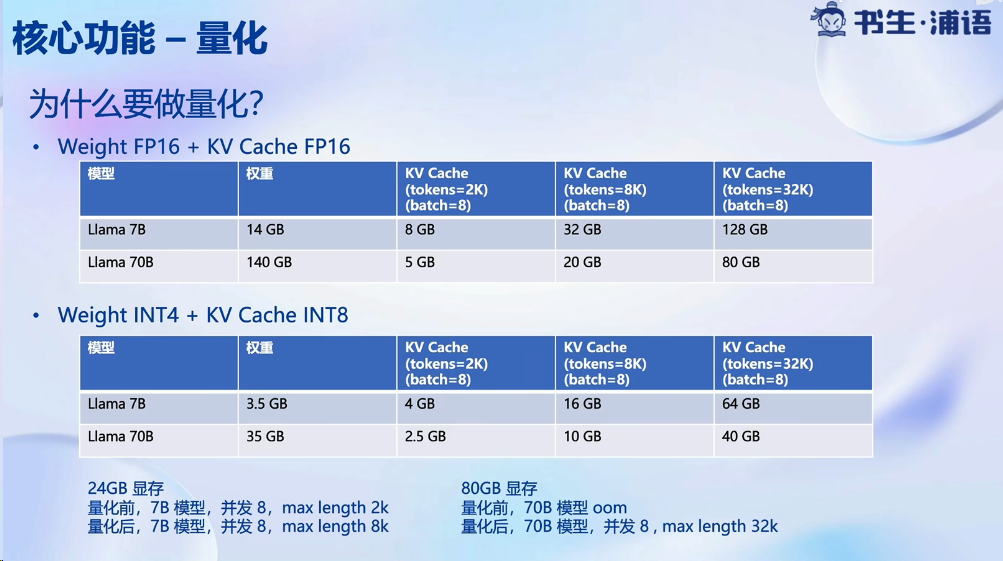 核心功能 – 量化
书生·浦语
为什么要做量化?
• Weight FP16 + KV Cache FP16
模型 权重 KV Cache (tokens=2K) (batch=8) KV Cache (tokens=8K) (batch=8) KV Cache (tokens=32K) (batch=8)
Llama 7B 14 GB 8 GB 32 GB 128 GB
Llama 70B 140 GB 5 GB 20 GB 80 GB
• Weight INT4 + KV Cache INT8
模型 权重 KV Cache (tokens=2K) (batch=8) KV Cache (tokens=8K) (batch=8) KV Cache (tokens=32K) (batch=8)
Llama 7B 3.5 GB 4 GB 16 GB 64 GB
Llama 70B 35 GB 2.5 GB 10 GB 40 GB
24GB 显存
量化前，7B 模型，并发 8，max length 2k
量化后，7B 模型，并发 8，max length 8k
80GB 显存
量化前，70B 模型 oom
量化后，70B 模型，并发 8 , max length 32k